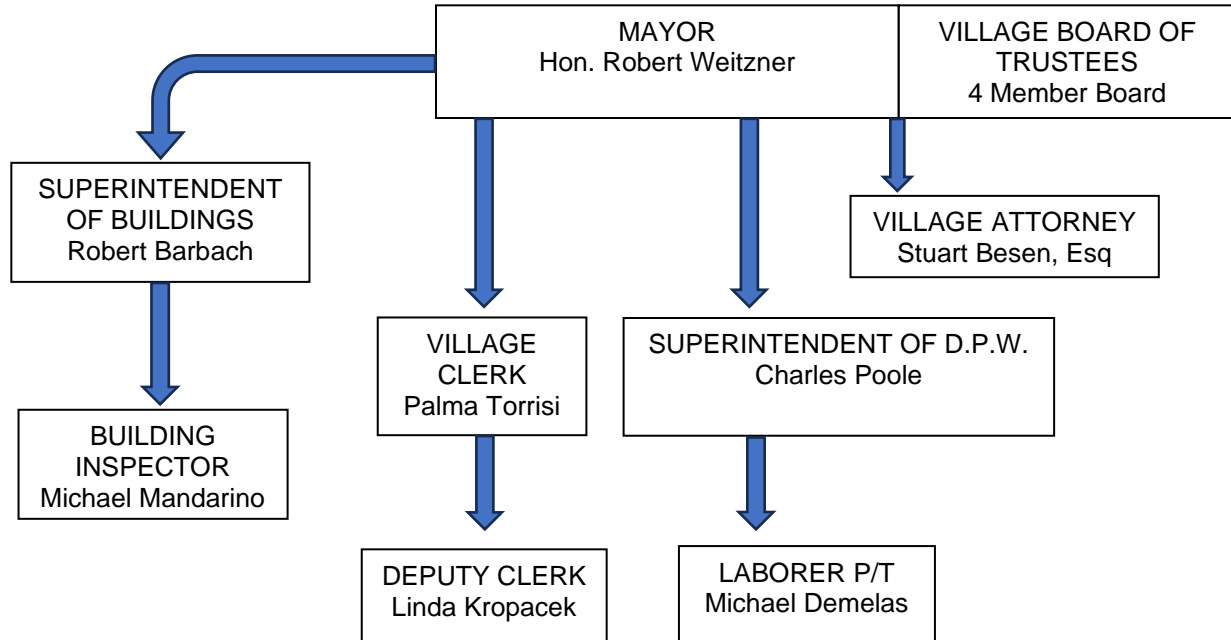 MAYOR
Hon. Robert Weitzner
VILLAGE BOARD OF
TRUSTEES
4 Member Board
SUPERINTENDENT
OF BUILDINGS
Robert Barbach
VILLAGE ATTORNEY
Stuart Besen, Esq
VILLAGE
CLERK
Palma Torrisi
SUPERINTENDENT OF D.P.W.
Charles Poole
BUILDING
INSPECTOR
Michael Mandarino
DEPUTY CLERK
Linda Kropacek
LABORER P/T
Michael Demelas